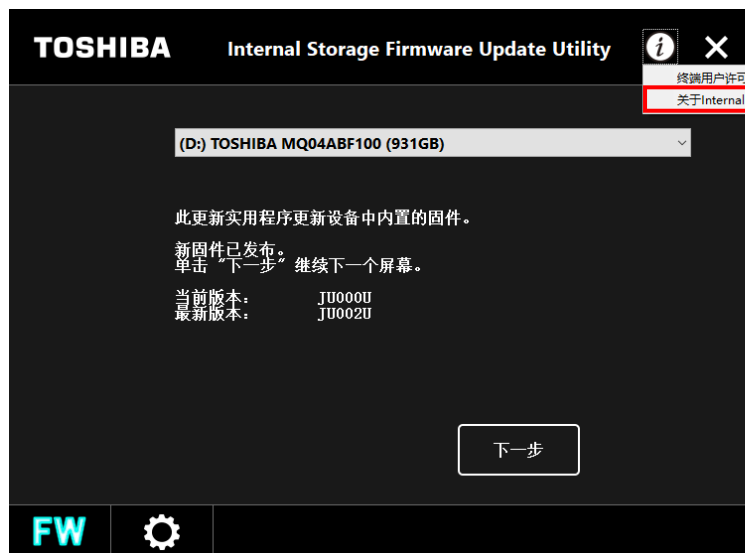 TOSHIBA
Internal Storage Firmware Update Utility
i
终端用户许可
关于Internal
(D:) TOSHIBA MQ04ABF100 (931GB)
此更新实用程序更新设备中内置的固件。
新固件已发布。
单击 “下一步” 继续下一个屏幕。
当前版本： JU000U
最新版本： JU002U
下一步
FW